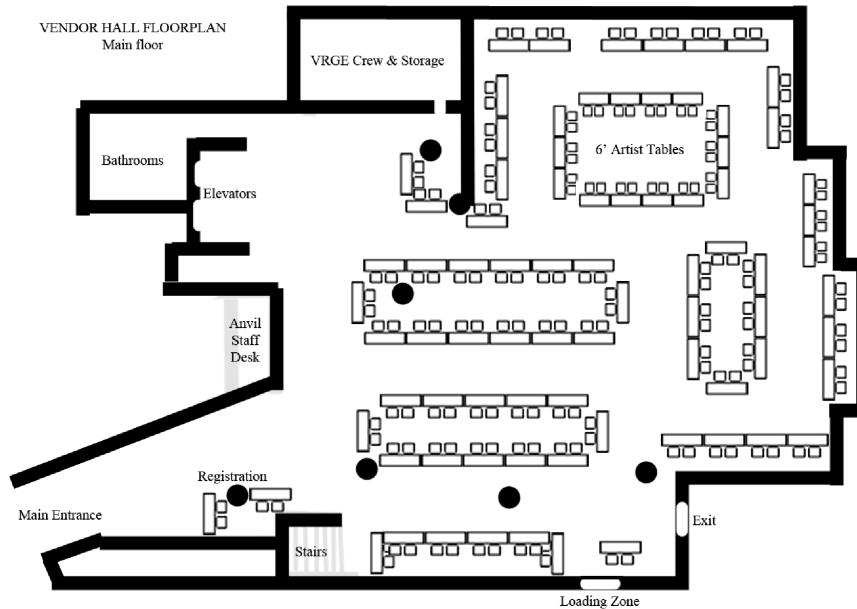 VENDOR HALL FLOORPLAN
Main floor
VRGE Crew & Storage
Bathrooms
6' Artist Tables
Elevators
Anvil
Staff
Desk
Registration
Main Entrance
Stairs
Exit
Loading Zone